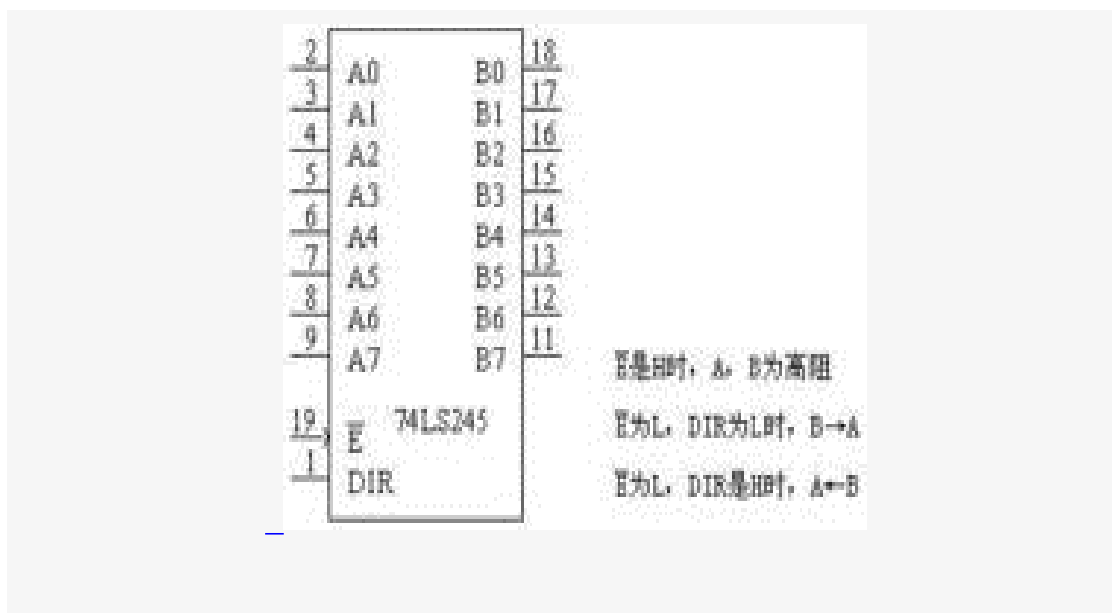 2 A0 B0 18
3 A1 B1 17
4 A2 B2 16
5 A3 B3 15
6 A4 B4 14
7 A5 B5 13
8 A6 B6 12
9 A7 B7 11
E̅是H时，A，B为高阻
19 E̅ 74LS245
E̅为L，DIR为L时，B→A
1 DIR
E̅为L，DIR是H时，A←B